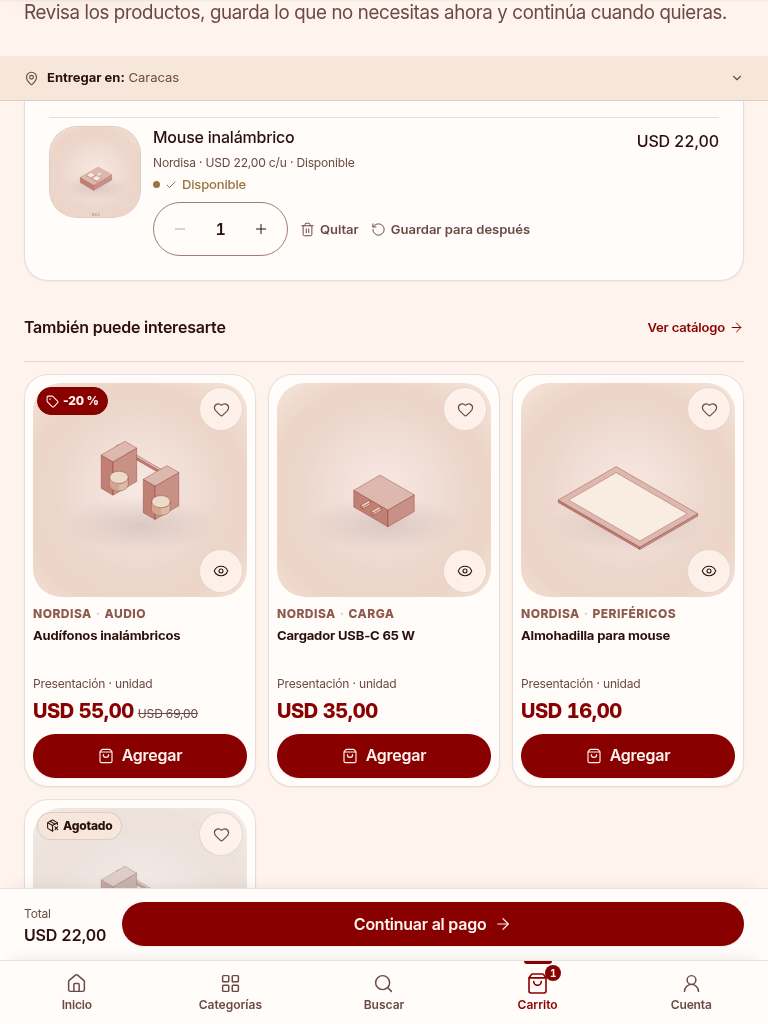 Revisa los productos, guarda lo que no necesitas ahora y continúa cuando quieras.
Entregar en: Caracas
Mouse inalámbrico
USD 22,00
Nordisa · USD 22,00 c/u · Disponible
Disponible
1
Quitar
Guardar para después
También puede interesarte
Ver catálogo
-20 %
NORDISA · AUDIO
Audífonos inalámbricos
Presentación · unidad
USD 55,00 USD 69,00
Agregar
NORDISA · CARGA
Cargador USB-C 65 W
Presentación · unidad
USD 35,00
Agregar
NORDISA · PERIFÉRICOS
Almohadilla para mouse
Presentación · unidad
USD 16,00
Agregar
Agotado
Total
USD 22,00
Continuar al pago
Inicio
Categorías
Buscar
1
Carrito
Cuenta